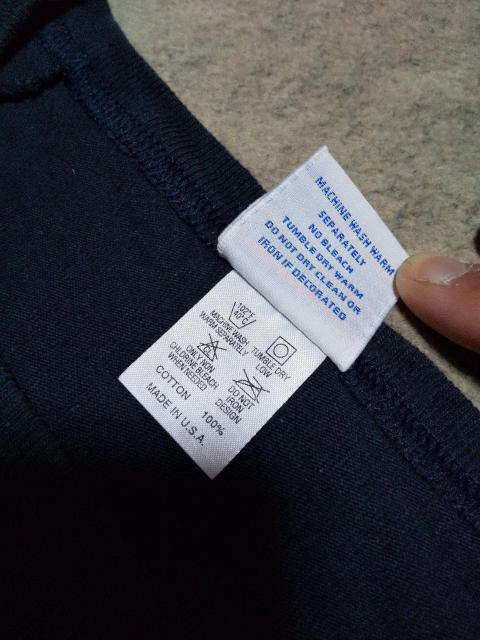 MACHINE WASH WARM
SEPARATELY
NO BLEACH
TUMBLE DRY WARM
DO NOT DRY CLEAN OR
IRON IF DECORATED
102°F
40°C
MACHINE WASH
WARM SEPARATELY
TUMBLE DRY
LOW
ONLY NON
CHLORINE BLEACH
WHEN NEEDED
DO NOT
IRON
DESIGN
COTTON 100%
MADE IN U.S.A.